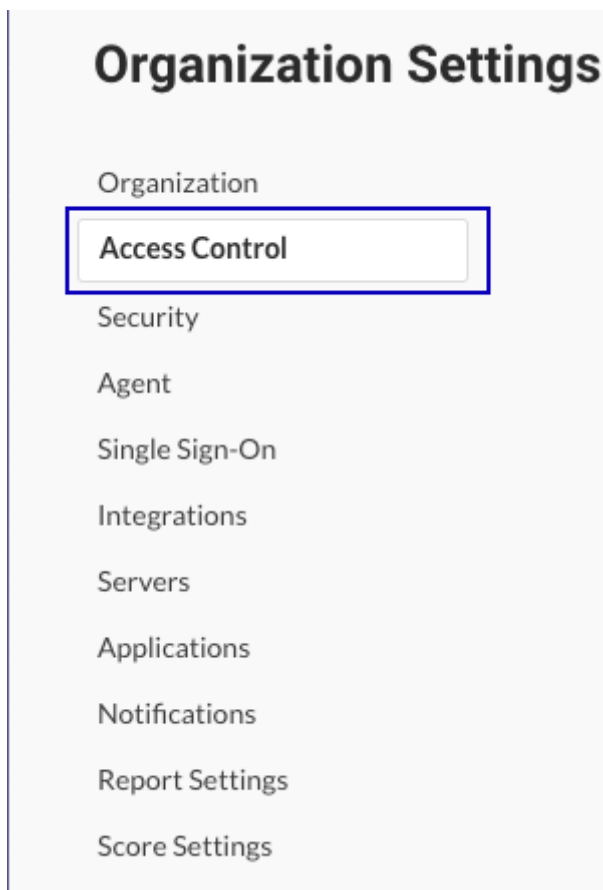 Organization Settings
Organization
Access Control
Security
Agent
Single Sign-On
Integrations
Servers
Applications
Notifications
Report Settings
Score Settings